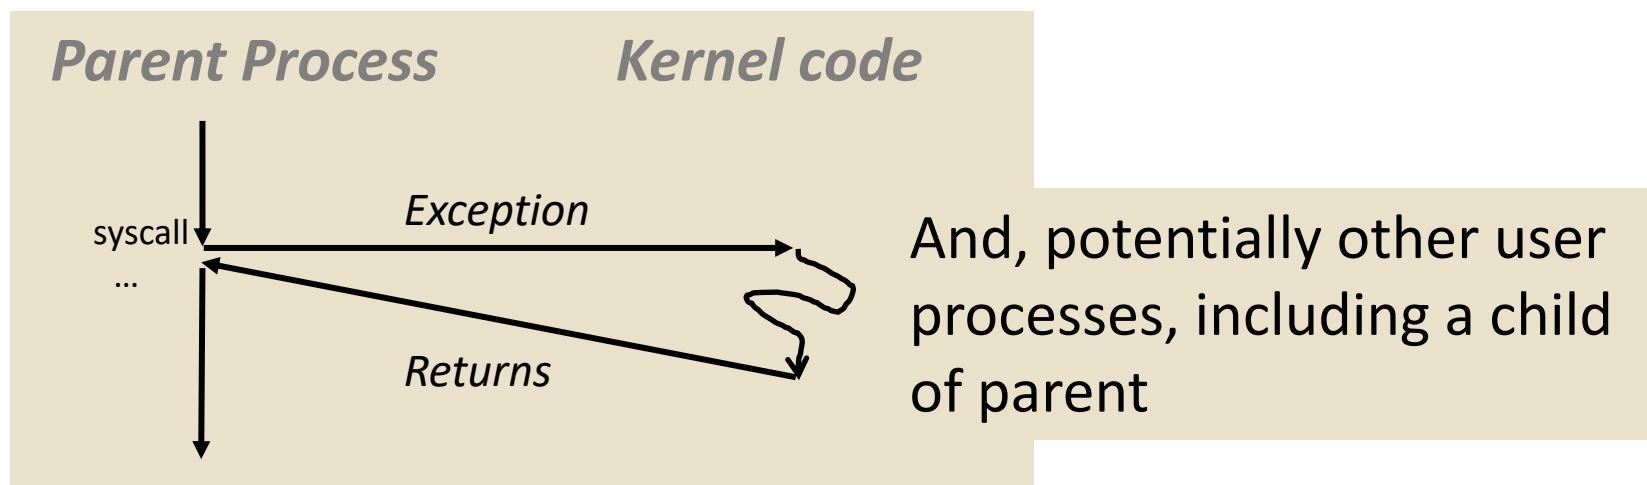 Parent Process
Kernel code
Exception
syscall
...
Returns
And, potentially other user
processes, including a child
of parent